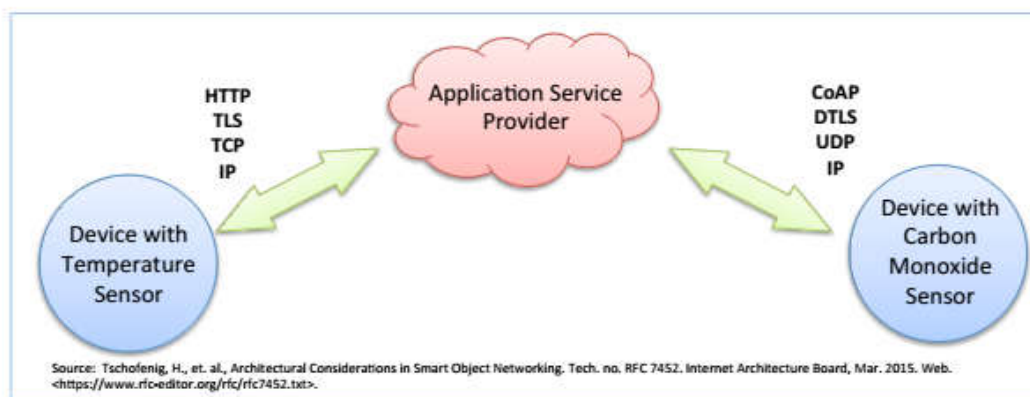 HTTP
TLS
TCP
IP
Application Service
Provider
CoAP
DTLS
UDP
IP
Device with
Temperature
Sensor
Device with
Carbon
Monoxide
Sensor
Source: Tschofenig, H., et. al., Architectural Considerations in Smart Object Networking. Tech. no. RFC 7452. Internet Architecture Board, Mar. 2015. Web.
<https://www.rfc-editor.org/rfc/rfc7452.txt>.